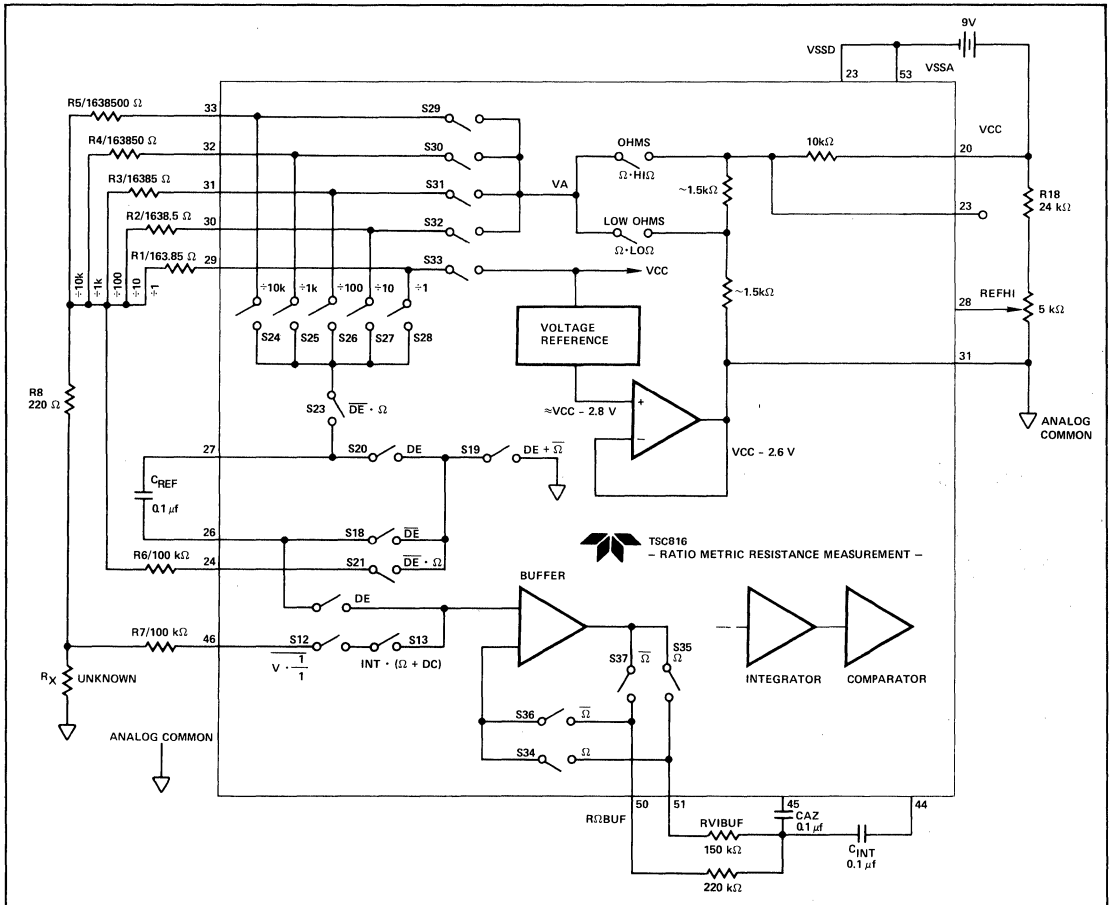 9V
VSSD
23
53
VSSA
R5/1638500 Ω
33
S29
R4/163850 Ω
32
S30
R3/16385 Ω
31
S31
R2/1638.5 Ω
30
S32
R1/163.85 Ω
29
S33
VA
OHMS
Ω·HIΩ
LOW OHMS
Ω·LOΩ
10kΩ
VCC
20
~1.5kΩ
23
R18
24 kΩ
VCC
~1.5kΩ
28
REFHI
5 kΩ
÷10k
÷1k
÷100
÷10
÷1
÷10k
÷1k
÷100
÷10
÷1
S24
S25
S26
S27
S28
VOLTAGE
REFERENCE
31
R8
220 Ω
S23
D̅E̅ · Ω
≈VCC – 2.8 V
+
–
VCC – 2.6 V
ANALOG
COMMON
27
S20
DE
S19
DE + Ω̅
CREF
0.1 μf
26
S18
D̅E̅
R6/100 kΩ
24
S21
D̅E̅ · Ω
TSC816
– RATIO METRIC RESISTANCE MEASUREMENT –
DE
BUFFER
R7/100 kΩ
46
S12
S13
V · 1/1
INT · (Ω + DC)
RX
UNKNOWN
S37
Ω̅
S35
Ω
INTEGRATOR
COMPARATOR
S36
Ω̅
S34
Ω
ANALOG COMMON
50
51
45
44
RΩBUF
CAZ
0.1 μf
RVIBUF
150 kΩ
CINT
0.1 μf
220 kΩ